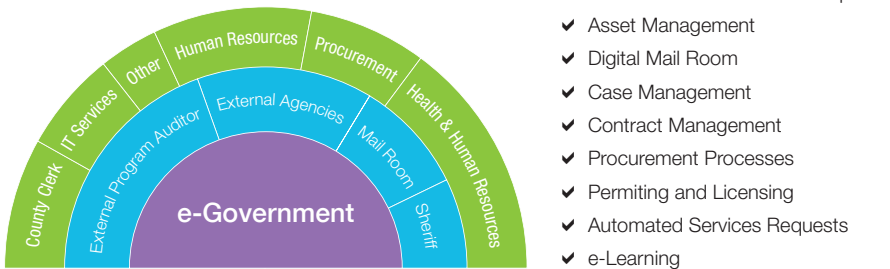 County Clerk
IT Services
Other
Human Resources
Procurement
Health & Human Resources
External Program Auditor
External Agencies
Mail Room
Sheriff
e-Government
Asset Management
Digital Mail Room
Case Management
Contract Management
Procurement Processes
Permiting and Licensing
Automated Services Requests
e-Learning